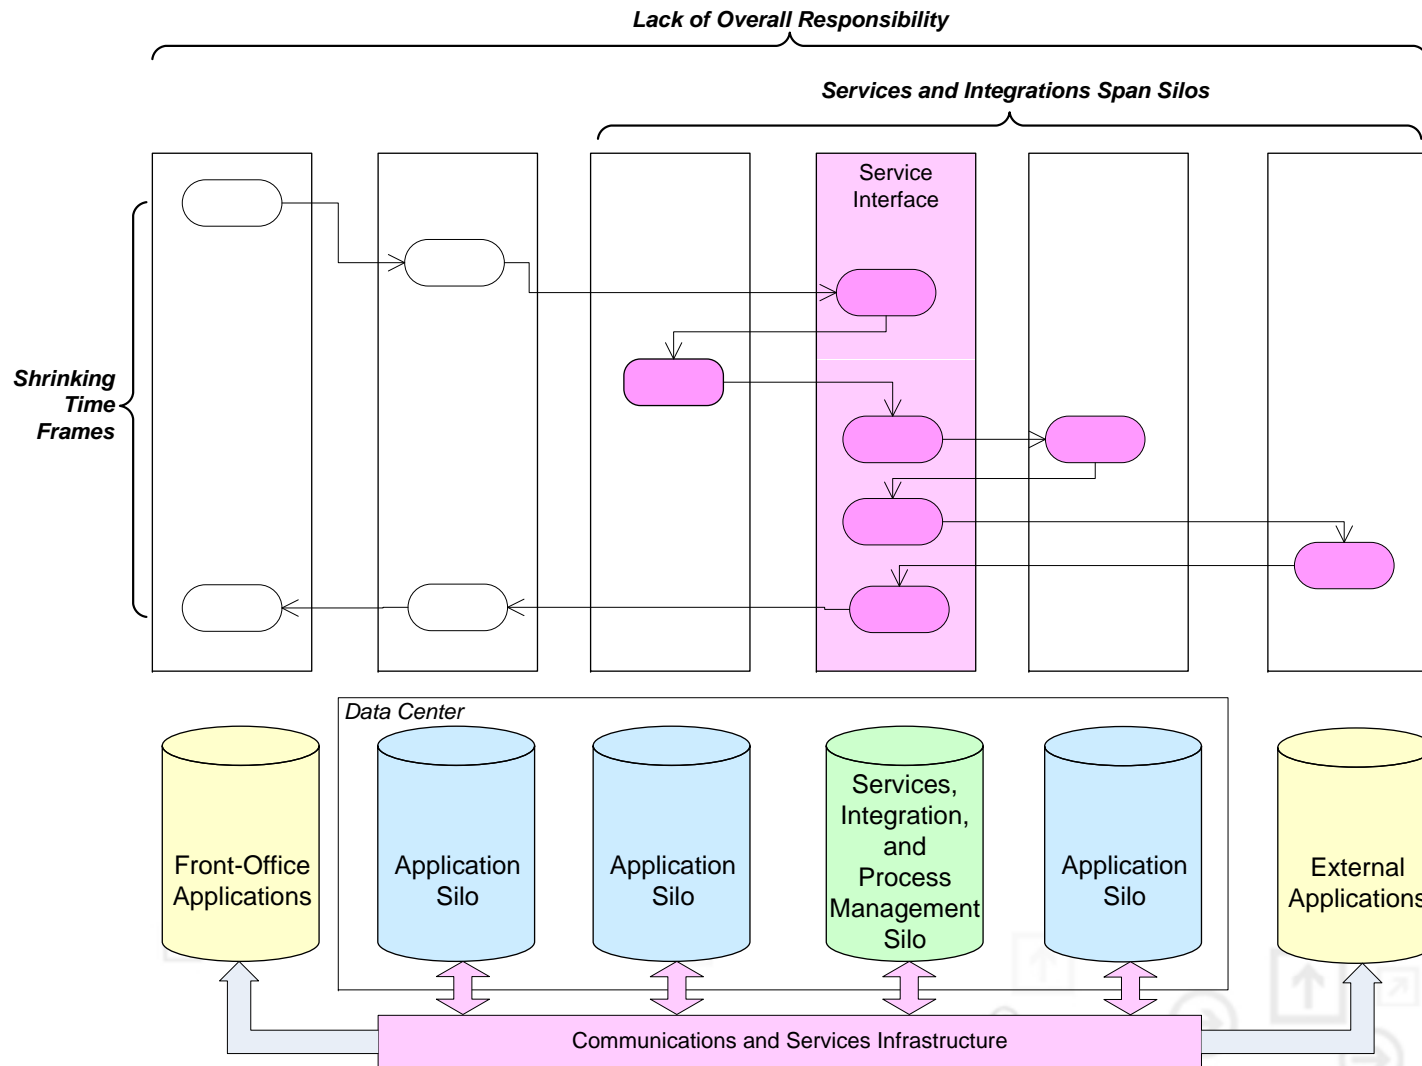 Lack of Overall Responsibility
Services and Integrations Span Silos
Service
Interface
Shrinking
Time
Frames
Data Center
Front-Office
Applications
Application
Silo
Application
Silo
Services,
Integration,
and
Process
Management
Silo
Application
Silo
External
Applications
Communications and Services Infrastructure